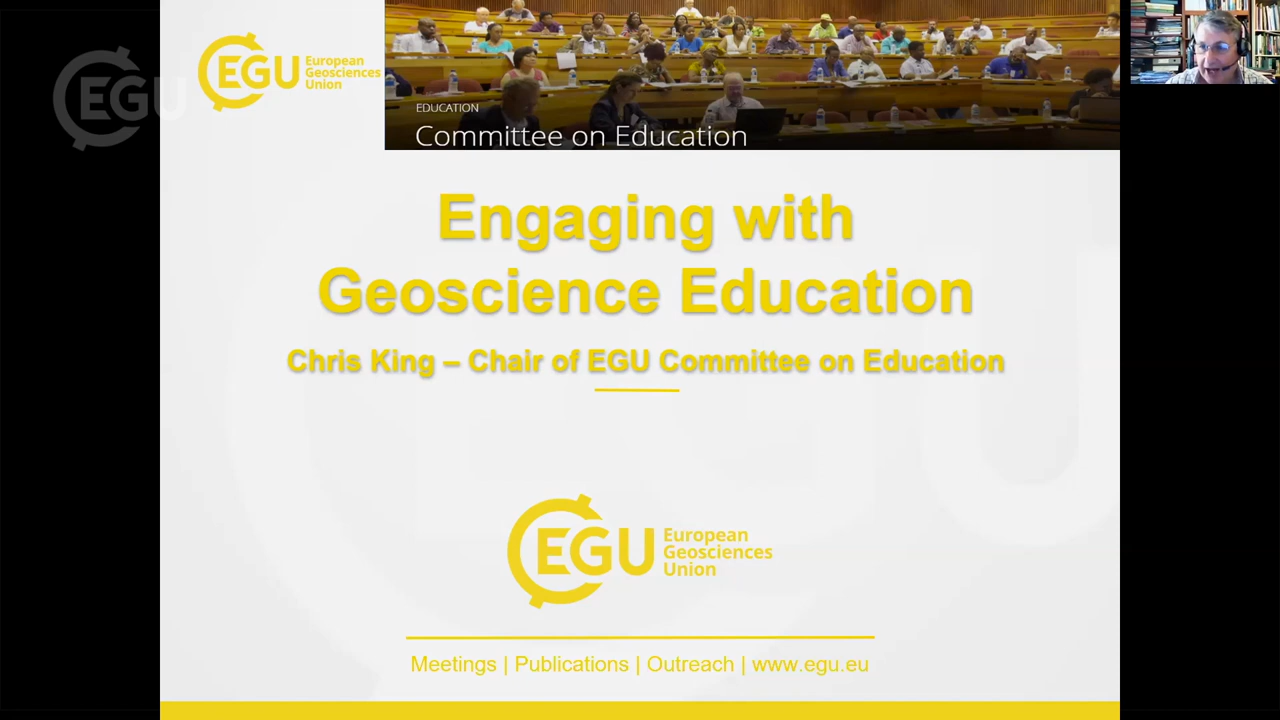 EGU
EGU
European
Geosciences
Union
EDUCATION
Committee on Education
Engaging with
Geoscience Education
Chris King – Chair of EGU Committee on Education
EGU
European
Geosciences
Union
Meetings | Publications | Outreach | www.egu.eu